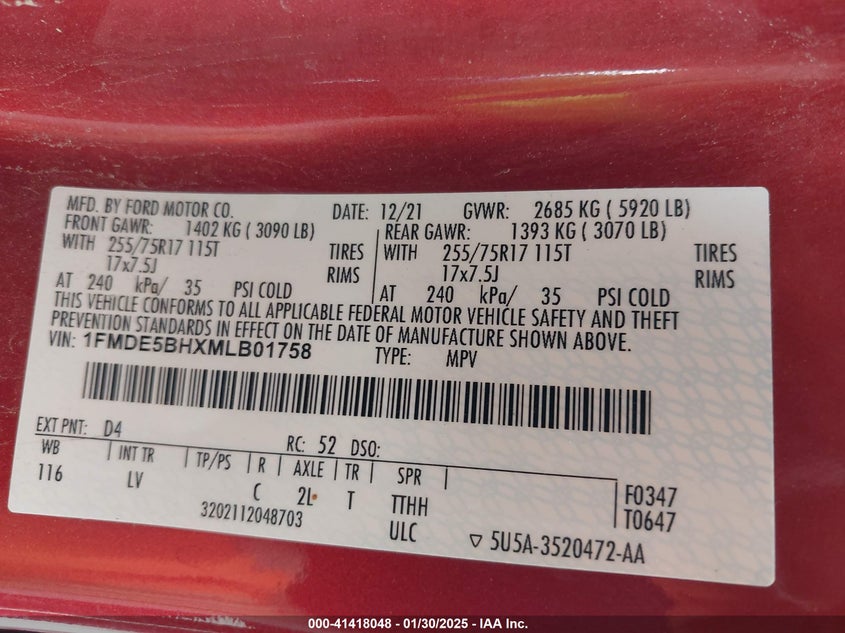 MFD. BY FORD MOTOR CO. DATE: 12/21 GVWR: 2685 KG ( 5920 LB)
FRONT GAWR: 1402 KG ( 3090 LB) REAR GAWR: 1393 KG ( 3070 LB)
WITH 255/75R17 115T TIRES WITH 255/75R17 115T TIRES
17x7.5J RIMS 17x7.5J RIMS
AT 240 kPa/ 35 PSI COLD AT 240 kPa/ 35 PSI COLD
THIS VEHICLE CONFORMS TO ALL APPLICABLE FEDERAL MOTOR VEHICLE SAFETY AND THEFT
PREVENTION STANDARDS IN EFFECT ON THE DATE OF MANUFACTURE SHOWN ABOVE.
VIN: 1FMDE5BHXMLB01758 TYPE: MPV
EXT PNT: D4 RC: 52 DSO:
WB INT TR TP/PS R AXLE TR SPR
116 LV C 2L T TTHH F0347
3202112048703 ULC T0647
5U5A-3520472-AA
000-41418048 - 01/30/2025 - IAA Inc.